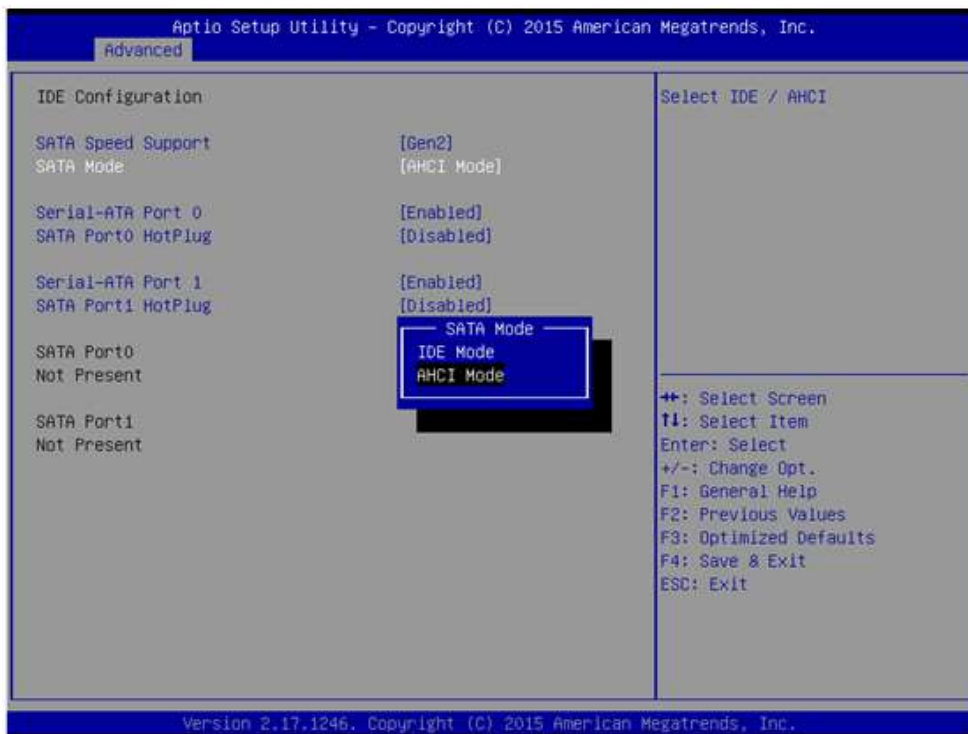 Aptio Setup Utility – Copyright (C) 2015 American Megatrends, Inc.
Advanced
IDE Configuration
SATA Speed Support [Gen2]
SATA Mode [AHCI Mode]
Serial-ATA Port 0 [Enabled]
SATA Port0 HotPlug [Disabled]
Serial-ATA Port 1 [Enabled]
SATA Port1 HotPlug [Disabled]
SATA Port0
Not Present
SATA Port1
Not Present
SATA Mode
IDE Mode
AHCI Mode
Select IDE / AHCI
→←: Select Screen
↑↓: Select Item
Enter: Select
+/-: Change Opt.
F1: General Help
F2: Previous Values
F3: Optimized Defaults
F4: Save & Exit
ESC: Exit
Version 2.17.1246. Copyright (C) 2015 American Megatrends, Inc.